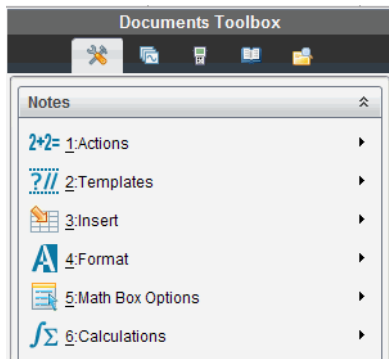 Documents Toolbox
Notes
2+2= 1:Actions
?// 2:Templates
3:Insert
A 4:Format
5:Math Box Options
∫Σ 6:Calculations